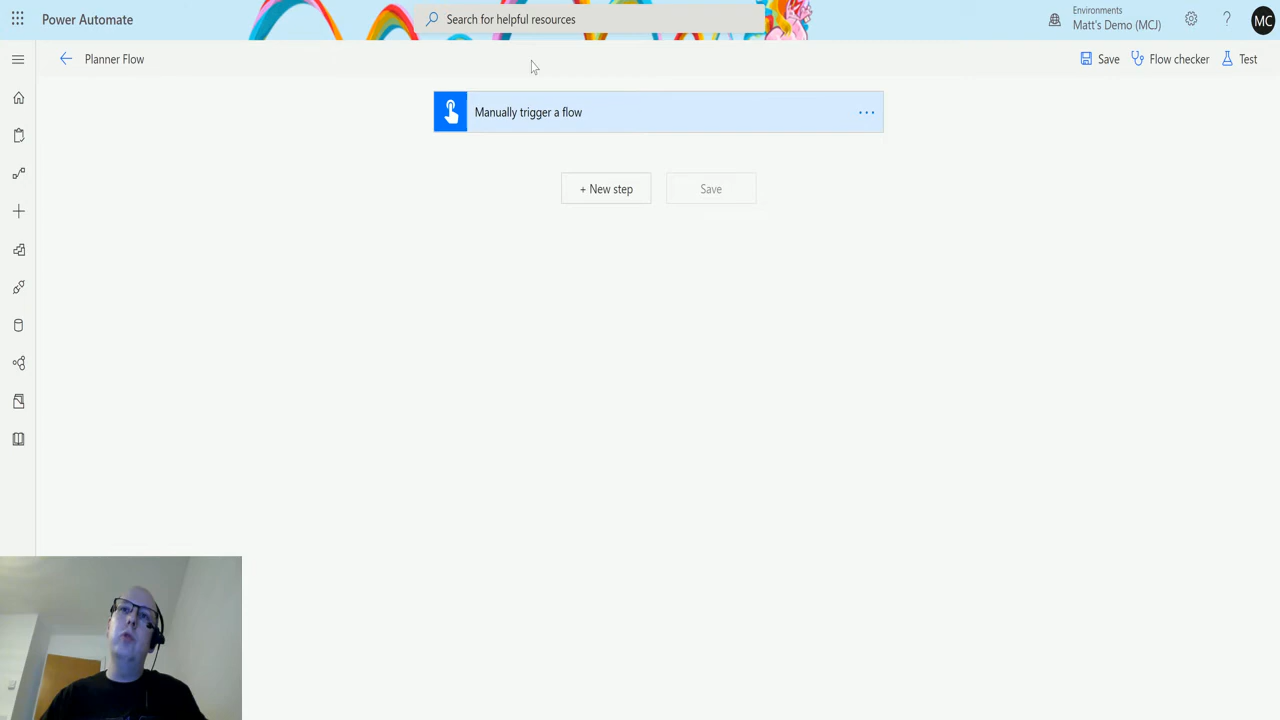 Power Automate
Search for helpful resources
Environments
Matt's Demo (MCJ)
?
MC
Planner Flow
Save
Flow checker
Test
Manually trigger a flow
...
+ New step
Save